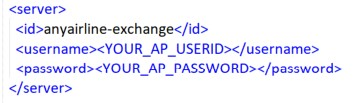 <server>
<id>anyairline-exchange</id>
<username><YOUR_AP_USERID></username>
<password><YOUR_AP_PASSWORD></password>
</server>